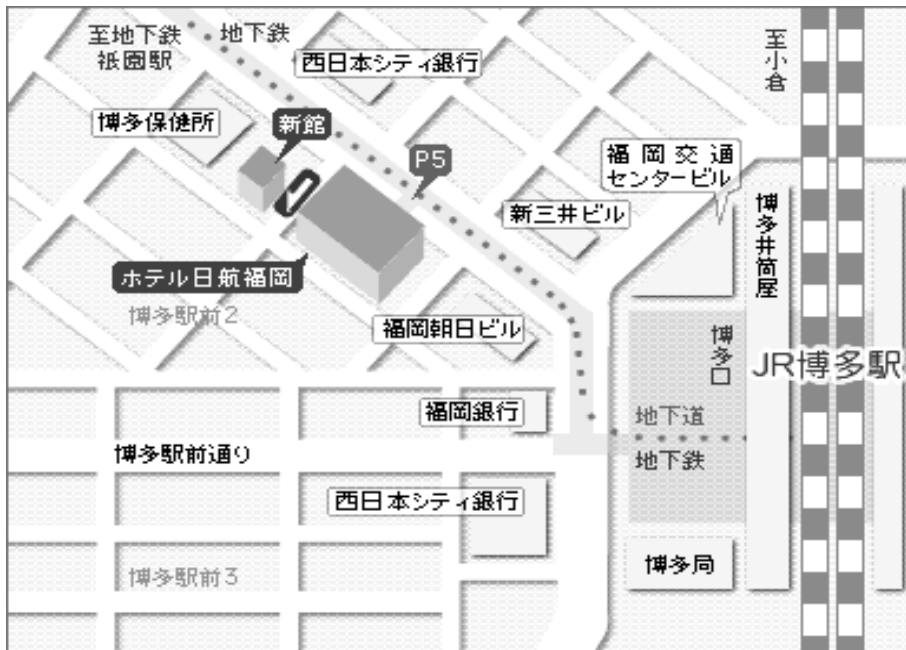 至地下鉄
祇園駅
地下鉄
西日本シティ銀行
至小倉
博多保健所
新館
P5
福岡交通
センタービル
新三井ビル
博多井筒屋
ホテル日航福岡
博多駅前2
福岡朝日ビル
博多口
JR博多駅
福岡銀行
地下道
博多駅前通り
地下鉄
西日本シティ銀行
博多局
博多駅前3